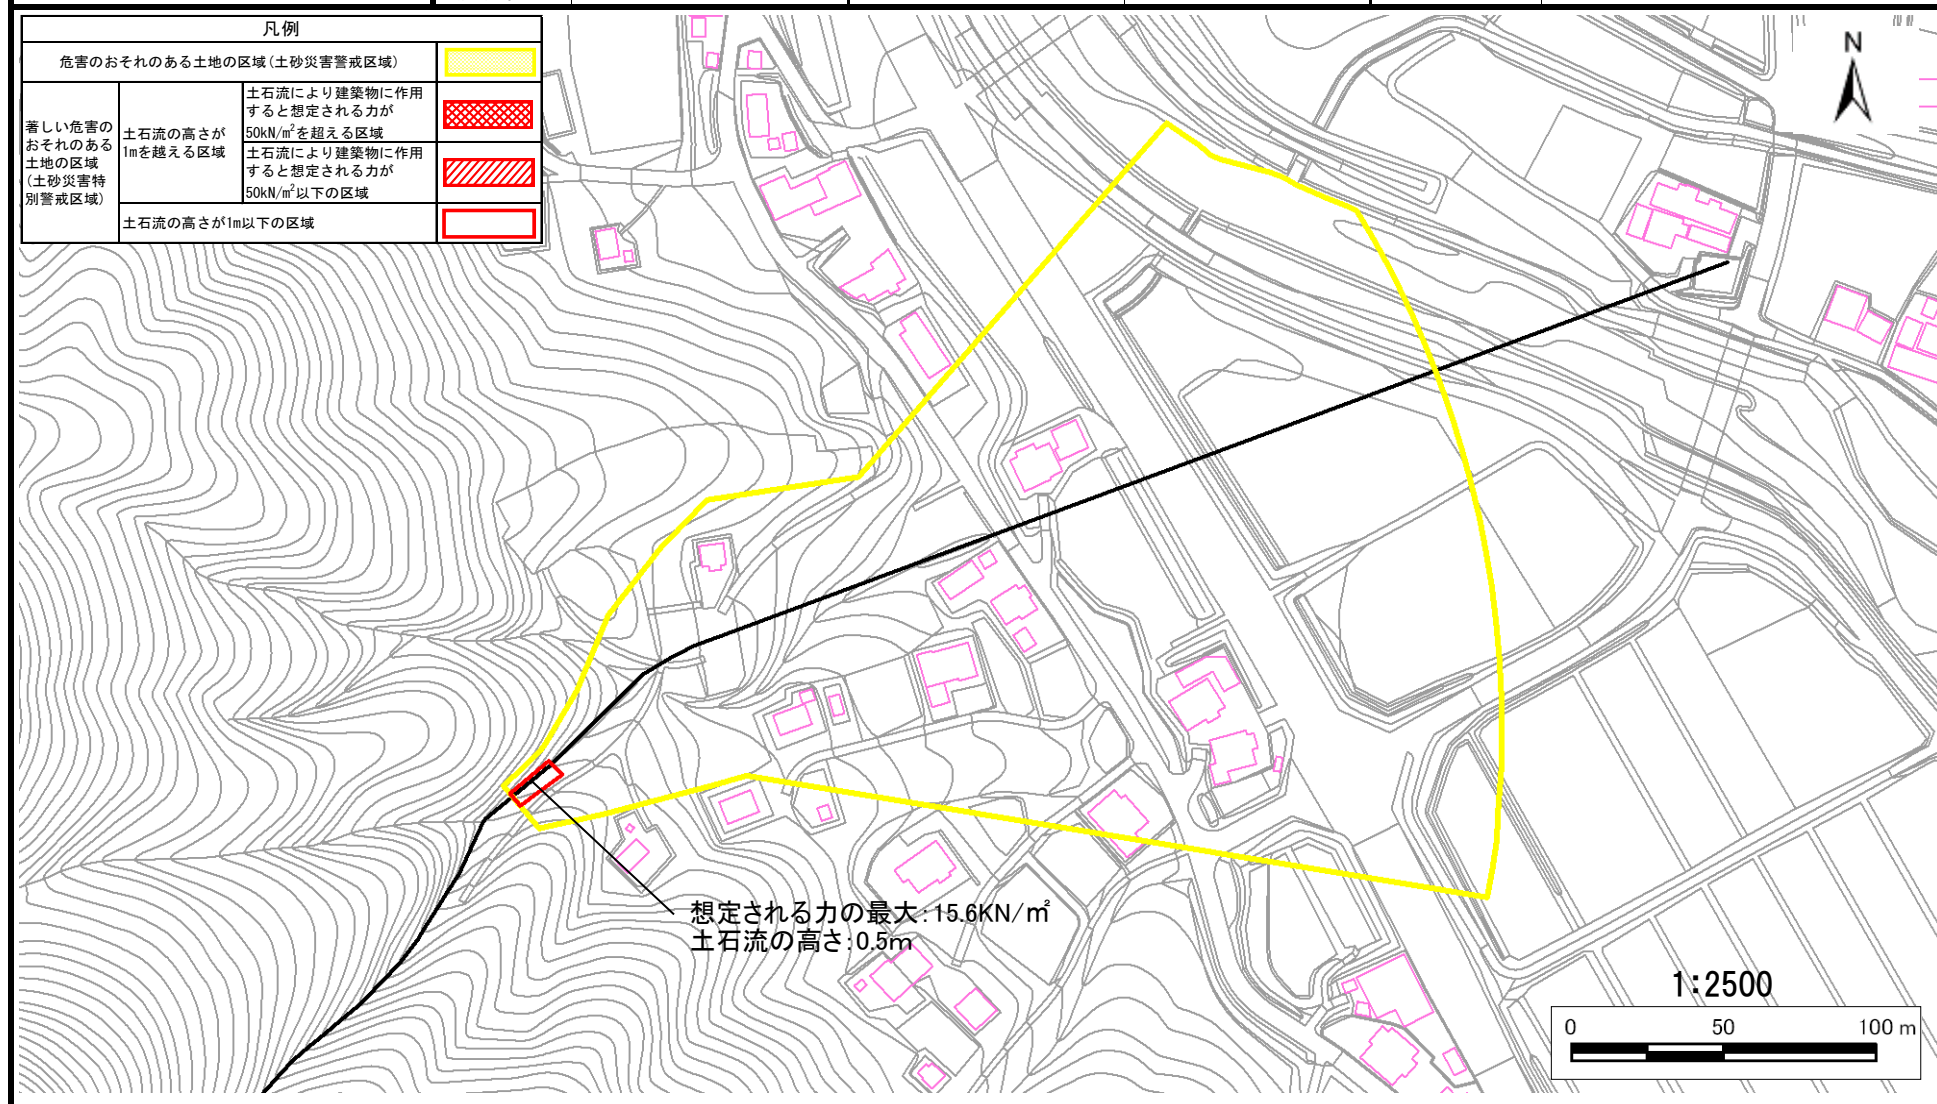 凡例
危害のおそれのある土地の区域(土砂災害警戒区域)
著しい危害の
おそれのある
土地の区域
(土砂災害特
別警戒区域)
土石流の高さが
1mを越える区域
土石流により建築物に作用
すると想定される力が
50kN/㎡を超える区域
土石流により建築物に作用
すると想定される力が
50kN/㎡以下の区域
土石流の高さが1m以下の区域
N
想定される力の最大:15.6KN/㎡
土石流の高さ:0.5m
1:2500
0 50 100 m